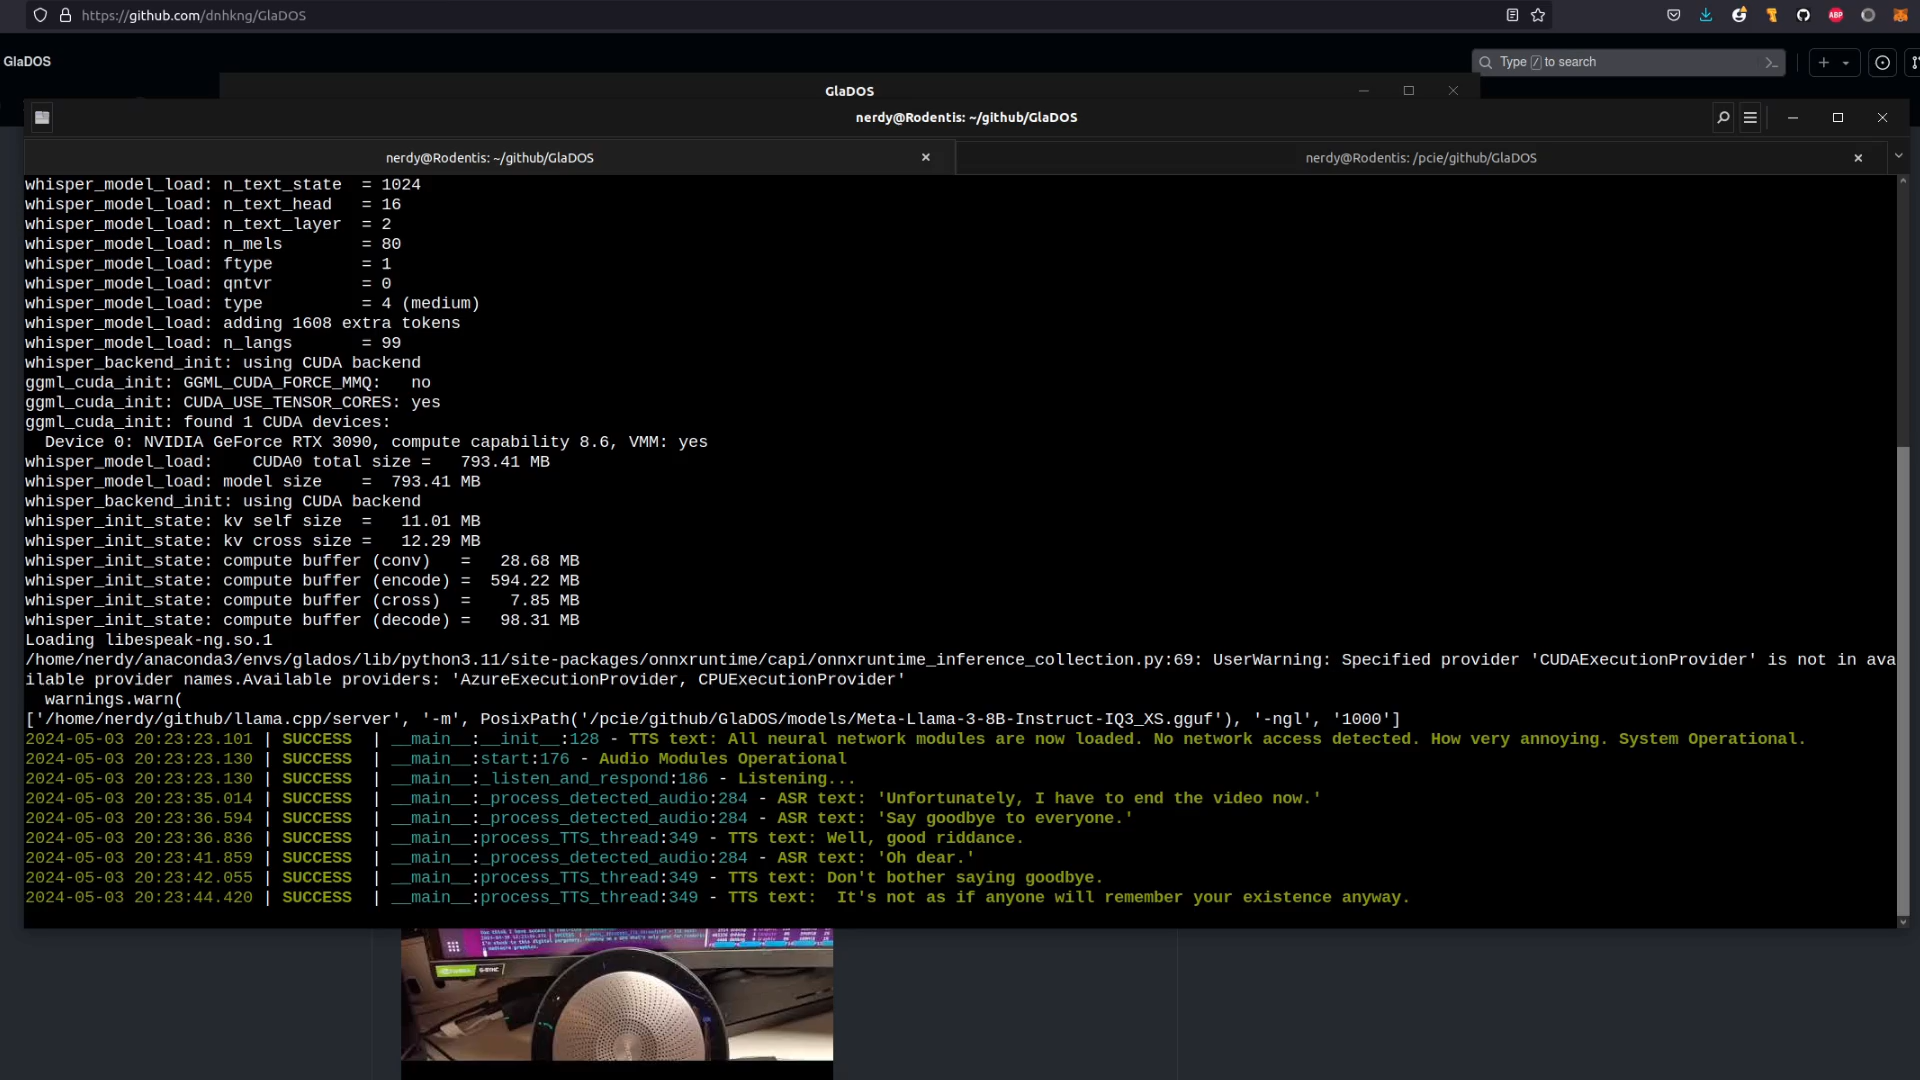 https://github.com/dnhkng/GlaDOS
GlaDOS
Type / to search
GlaDOS
nerdy@Rodentis: ~/github/GlaDOS
nerdy@Rodentis: ~/github/GlaDOS
nerdy@Rodentis: /pcie/github/GlaDOS
whisper_model_load: n_text_state  = 1024
whisper_model_load: n_text_head   = 16
whisper_model_load: n_text_layer  = 2
whisper_model_load: n_mels        = 80
whisper_model_load: ftype         = 1
whisper_model_load: qntvr         = 0
whisper_model_load: type          = 4 (medium)
whisper_model_load: adding 1608 extra tokens
whisper_model_load: n_langs       = 99
whisper_backend_init: using CUDA backend
ggml_cuda_init: GGML_CUDA_FORCE_MMQ:   no
ggml_cuda_init: CUDA_USE_TENSOR_CORES: yes
ggml_cuda_init: found 1 CUDA devices:
  Device 0: NVIDIA GeForce RTX 3090, compute capability 8.6, VMM: yes
whisper_model_load:    CUDA0 total size =   793.41 MB
whisper_model_load: model size    =  793.41 MB
whisper_backend_init: using CUDA backend
whisper_init_state: kv self size  =   11.01 MB
whisper_init_state: kv cross size =   12.29 MB
whisper_init_state: compute buffer (conv)   =   28.68 MB
whisper_init_state: compute buffer (encode) =  594.22 MB
whisper_init_state: compute buffer (cross)  =    7.85 MB
whisper_init_state: compute buffer (decode) =   98.31 MB
Loading libespeak-ng.so.1
/home/nerdy/anaconda3/envs/glados/lib/python3.11/site-packages/onnxruntime/capi/onnxruntime_inference_collection.py:69: UserWarning: Specified provider 'CUDAExecutionProvider' is not in ava
ilable provider names.Available providers: 'AzureExecutionProvider, CPUExecutionProvider'
  warnings.warn(
['/home/nerdy/github/llama.cpp/server', '-m', PosixPath('/pcie/github/GlaDOS/models/Meta-Llama-3-8B-Instruct-IQ3_XS.gguf'), '-ngl', '1000']
2024-05-03 20:23:23.101 | SUCCESS  | __main__:__init__:128 - TTS text: All neural network modules are now loaded. No network access detected. How very annoying. System Operational.
2024-05-03 20:23:23.130 | SUCCESS  | __main__:start:176 - Audio Modules Operational
2024-05-03 20:23:23.130 | SUCCESS  | __main__:_listen_and_respond:186 - Listening...
2024-05-03 20:23:35.014 | SUCCESS  | __main__:_process_detected_audio:284 - ASR text: 'Unfortunately, I have to end the video now.'
2024-05-03 20:23:36.594 | SUCCESS  | __main__:_process_detected_audio:284 - ASR text: 'Say goodbye to everyone.'
2024-05-03 20:23:36.836 | SUCCESS  | __main__:process_TTS_thread:349 - TTS text: Well, good riddance.
2024-05-03 20:23:41.859 | SUCCESS  | __main__:_process_detected_audio:284 - ASR text: 'Oh dear.'
2024-05-03 20:23:42.055 | SUCCESS  | __main__:process_TTS_thread:349 - TTS text: Don't bother saying goodbye.
2024-05-03 20:23:44.420 | SUCCESS  | __main__:process_TTS_thread:349 - TTS text:  It's not as if anyone will remember your existence anyway.
G-SYNC